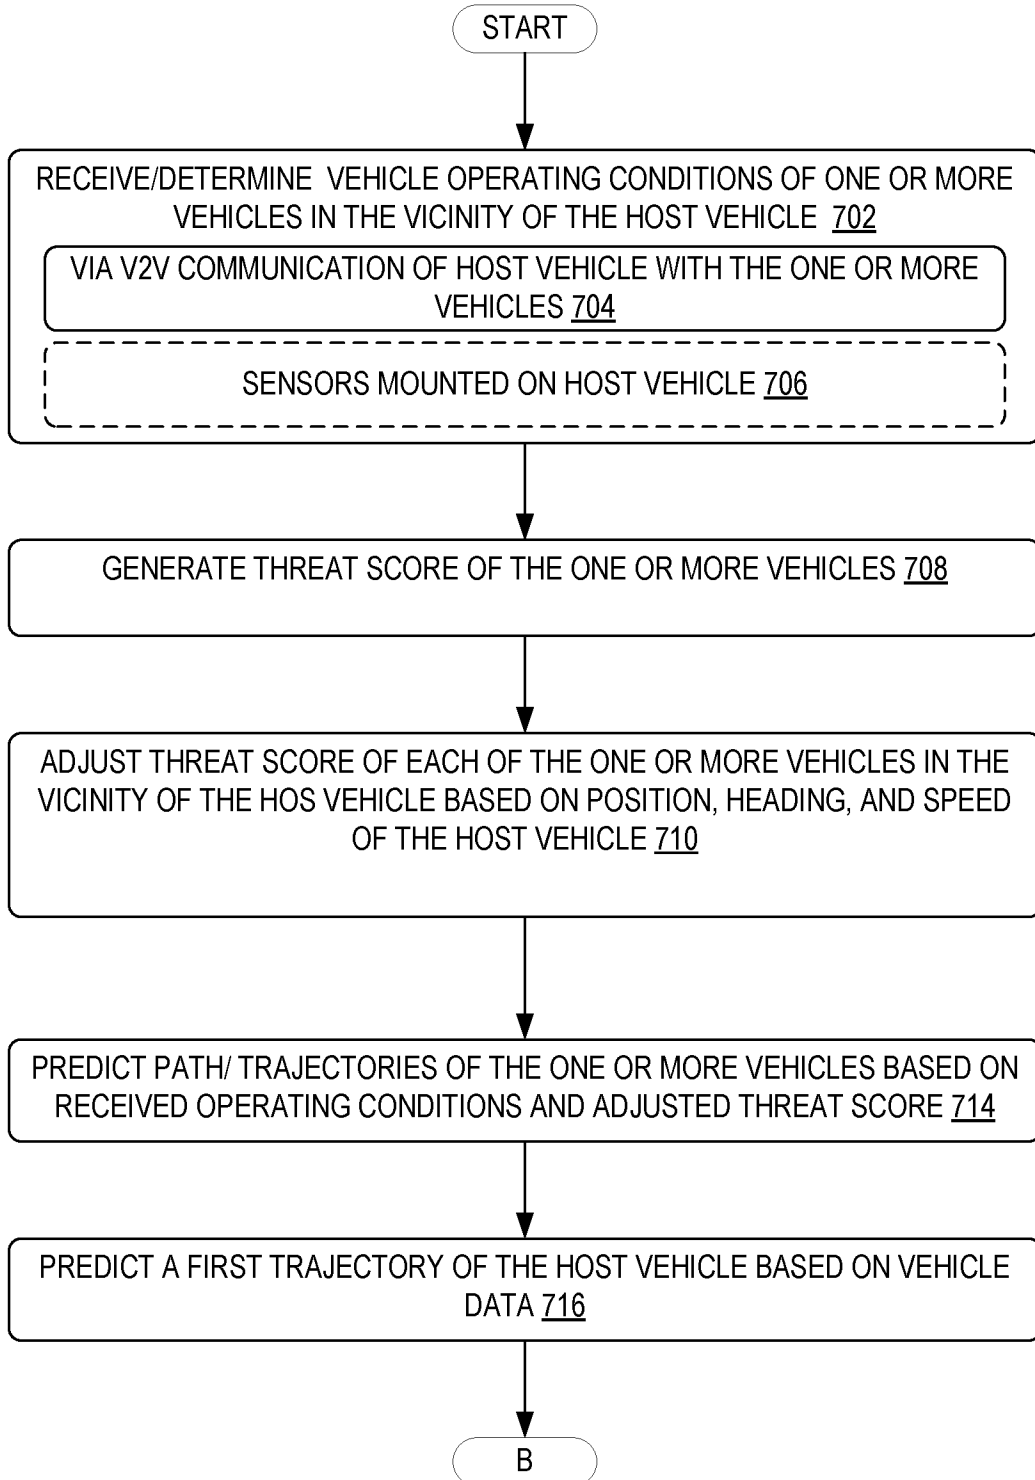 START
RECEIVE/DETERMINE VEHICLE OPERATING CONDITIONS OF ONE OR MORE
VEHICLES IN THE VICINITY OF THE HOST VEHICLE 702
VIA V2V COMMUNICATION OF HOST VEHICLE WITH THE ONE OR MORE
VEHICLES 704
SENSORS MOUNTED ON HOST VEHICLE 706
GENERATE THREAT SCORE OF THE ONE OR MORE VEHICLES 708
ADJUST THREAT SCORE OF EACH OF THE ONE OR MORE VEHICLES IN THE
VICINITY OF THE HOS VEHICLE BASED ON POSITION, HEADING, AND SPEED
OF THE HOST VEHICLE 710
PREDICT PATH/ TRAJECTORIES OF THE ONE OR MORE VEHICLES BASED ON
RECEIVED OPERATING CONDITIONS AND ADJUSTED THREAT SCORE 714
PREDICT A FIRST TRAJECTORY OF THE HOST VEHICLE BASED ON VEHICLE
DATA 716
B